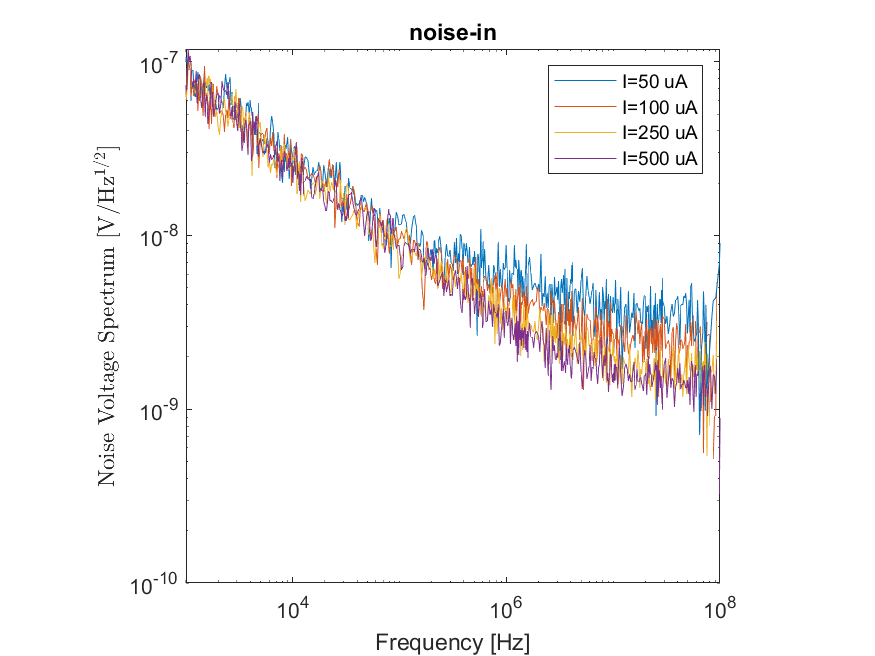 noise-in
10^-7
10^-8
10^-9
10^-10
Noise Voltage Spectrum [V/Hz^1/2]
I=50 uA
I=100 uA
I=250 uA
I=500 uA
10^4
10^6
10^8
Frequency [Hz]